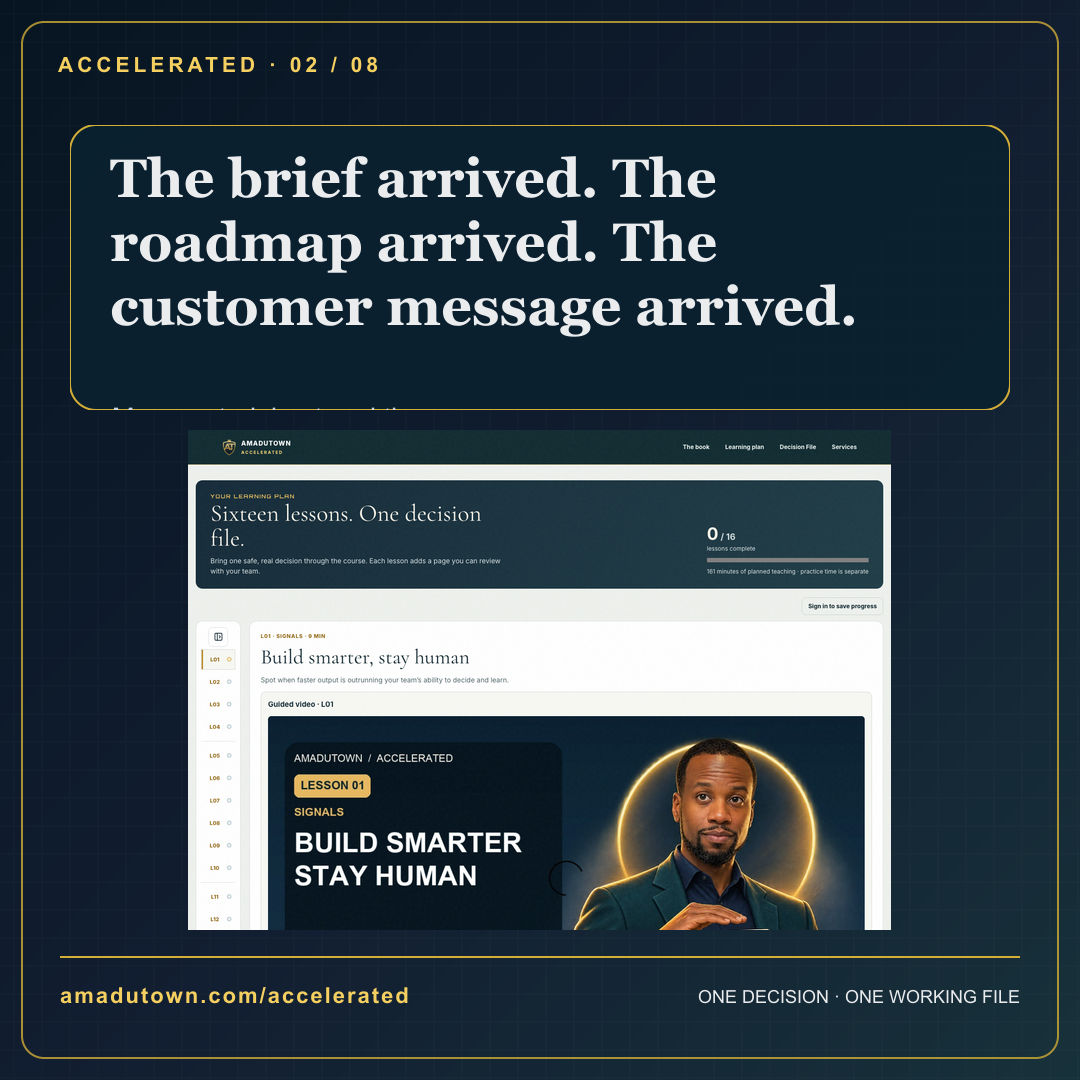 ACCELERATED · 02 / 08
The brief arrived. The
roadmap arrived. The
customer message arrived.
AMADUTOWN
ACCELERATED
The book
Learning plan
Decision File
Services
YOUR LEARNING PLAN
Sixteen lessons. One decision
file.
Bring one safe, real decision through the course. Each lesson adds a page you can review
with your team.
0 / 16
lessons complete
161 minutes of planned teaching · practice time is separate
Sign in to save progress
L01
L02
L03
L04
L05
L06
L07
L08
L09
L10
L11
L12
L01 · SIGNALS · 9 MIN
Build smarter, stay human
Spot when faster output is outrunning your team's ability to decide and learn.
Guided video · L01
AMADUTOWN / ACCELERATED
LESSON 01
SIGNALS
BUILD SMARTER
STAY HUMAN
amadutown.com/accelerated
ONE DECISION · ONE WORKING FILE